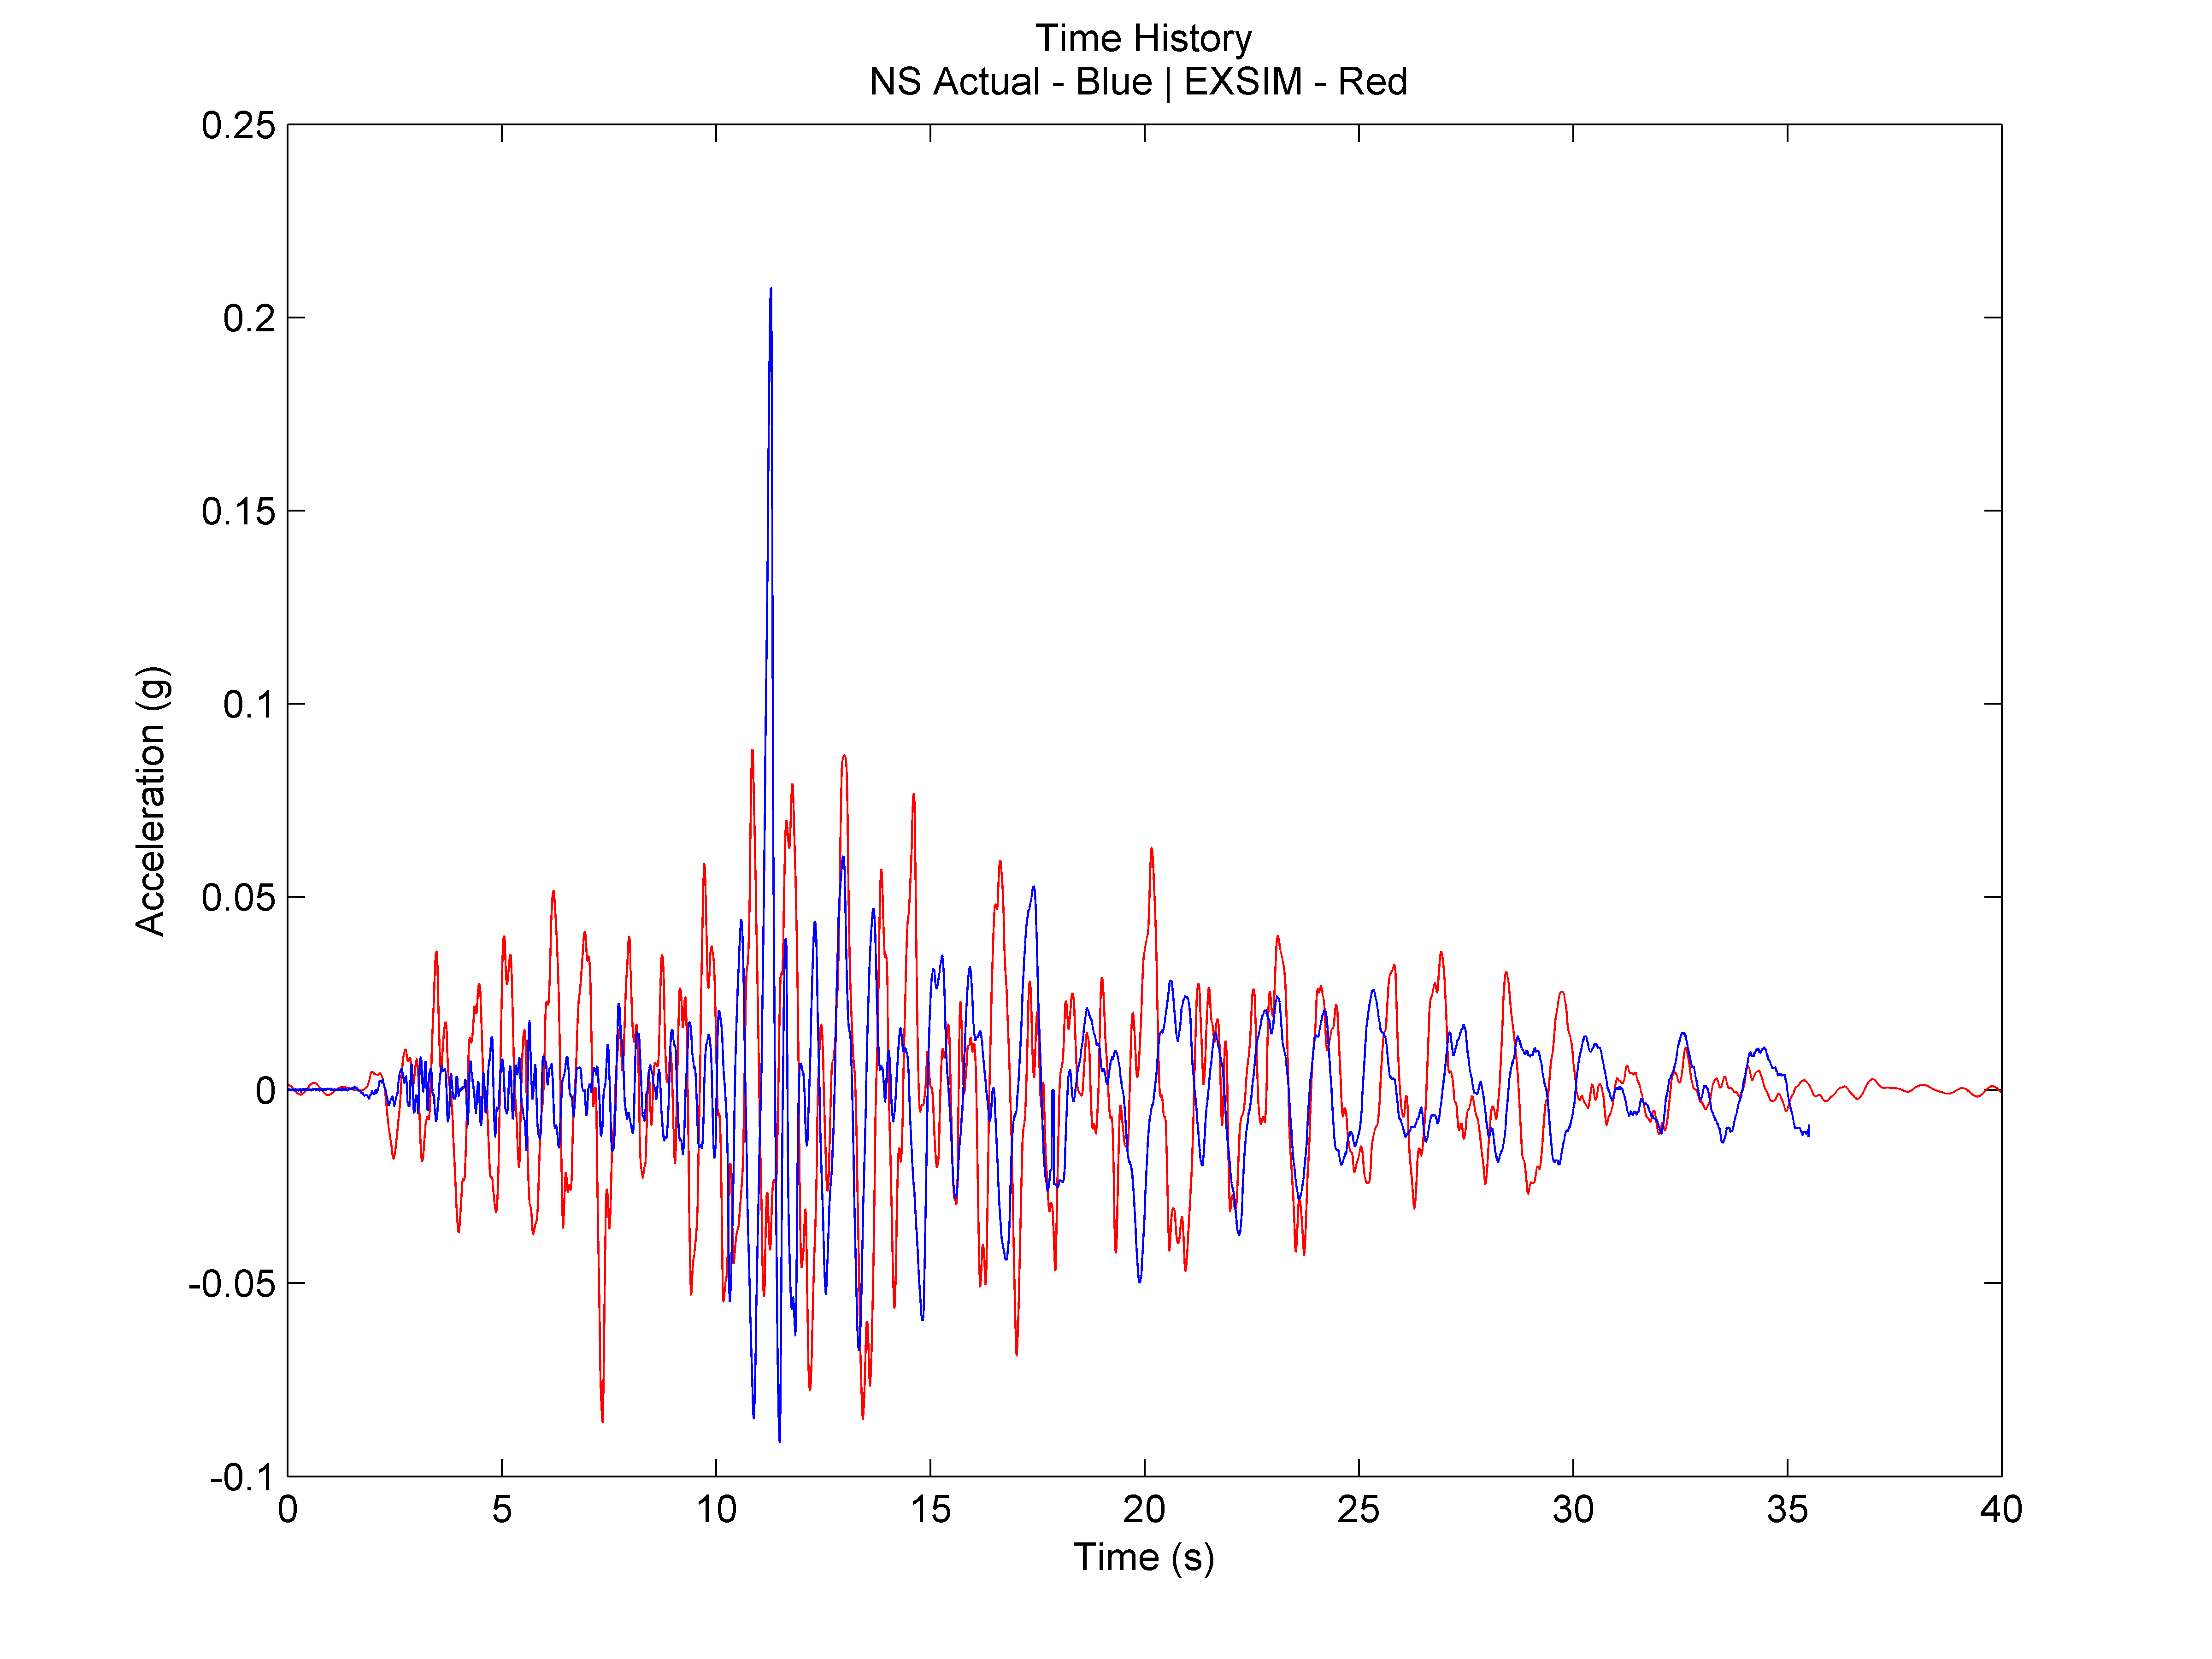 Time History
NS Actual - Blue | EXSIM - Red
0.25
0.2
0.15
0.1
0.05
0
-0.05
-0.1
Acceleration (g)
0 5 10 15 20 25 30 35 40
Time (s)